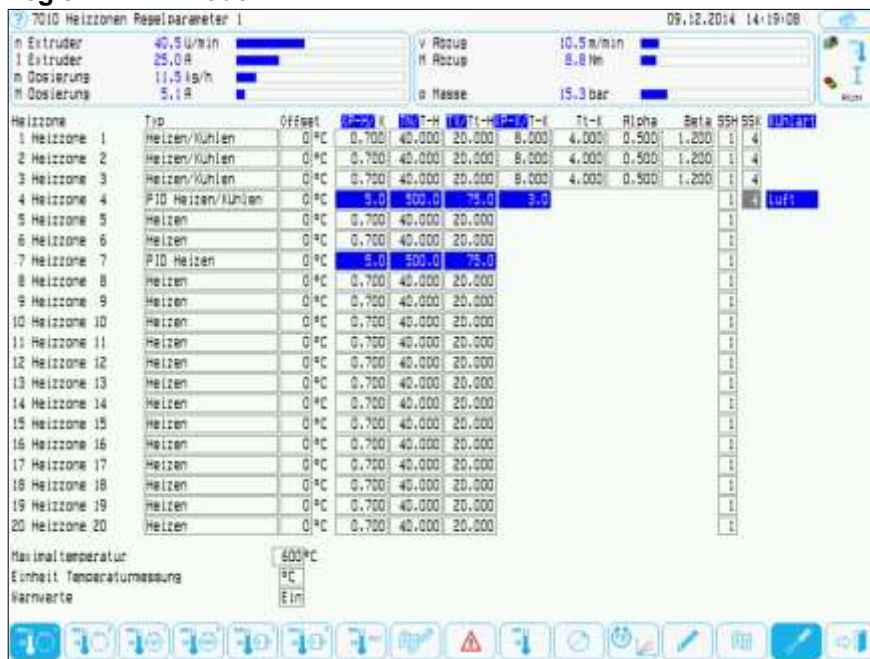 7010 Heizzonen Regelparameter 1 09.12.2014 14:19:08
n Extruder 40.5 U/min v Abzug 10.5 m/min
I Extruder 25.0 A M Abzug 8.8 Nm
n Dosierung 11.5 kg/h
M Dosierung 5.1 A p Masse 15.3 bar
Heizzone Typ Offset K T-H Tt-H T-K Tt-K Alpha Beta SSH SSK Kühlart
1 Heizzone 1 Heizen/Kühlen 0 °C 0.700 40.000 20.000 8.000 4.000 0.500 1.200 1 4
2 Heizzone 2 Heizen/Kühlen 0 °C 0.700 40.000 20.000 8.000 4.000 0.500 1.200 1 4
3 Heizzone 3 Heizen/Kühlen 0 °C 0.700 40.000 20.000 8.000 4.000 0.500 1.200 1 4
4 Heizzone 4 PID Heizen/Kühlen 0 °C 5.0 500.0 75.0 3.0 1 4 Luft
5 Heizzone 5 Heizen 0 °C 0.700 40.000 20.000 1
6 Heizzone 6 Heizen 0 °C 0.700 40.000 20.000 1
7 Heizzone 7 PID Heizen 0 °C 5.0 500.0 75.0 1
8 Heizzone 8 Heizen 0 °C 0.700 40.000 20.000 1
9 Heizzone 9 Heizen 0 °C 0.700 40.000 20.000 1
10 Heizzone 10 Heizen 0 °C 0.700 40.000 20.000 1
11 Heizzone 11 Heizen 0 °C 0.700 40.000 20.000 1
12 Heizzone 12 Heizen 0 °C 0.700 40.000 20.000 1
13 Heizzone 13 Heizen 0 °C 0.700 40.000 20.000 1
14 Heizzone 14 Heizen 0 °C 0.700 40.000 20.000 1
15 Heizzone 15 Heizen 0 °C 0.700 40.000 20.000 1
16 Heizzone 16 Heizen 0 °C 0.700 40.000 20.000 1
17 Heizzone 17 Heizen 0 °C 0.700 40.000 20.000 1
18 Heizzone 18 Heizen 0 °C 0.700 40.000 20.000 1
19 Heizzone 19 Heizen 0 °C 0.700 40.000 20.000 1
20 Heizzone 20 Heizen 0 °C 0.700 40.000 20.000 1
Maximaltemperatur 600 °C
Einheit Temperaturmessung °C
Warnwerte Ein